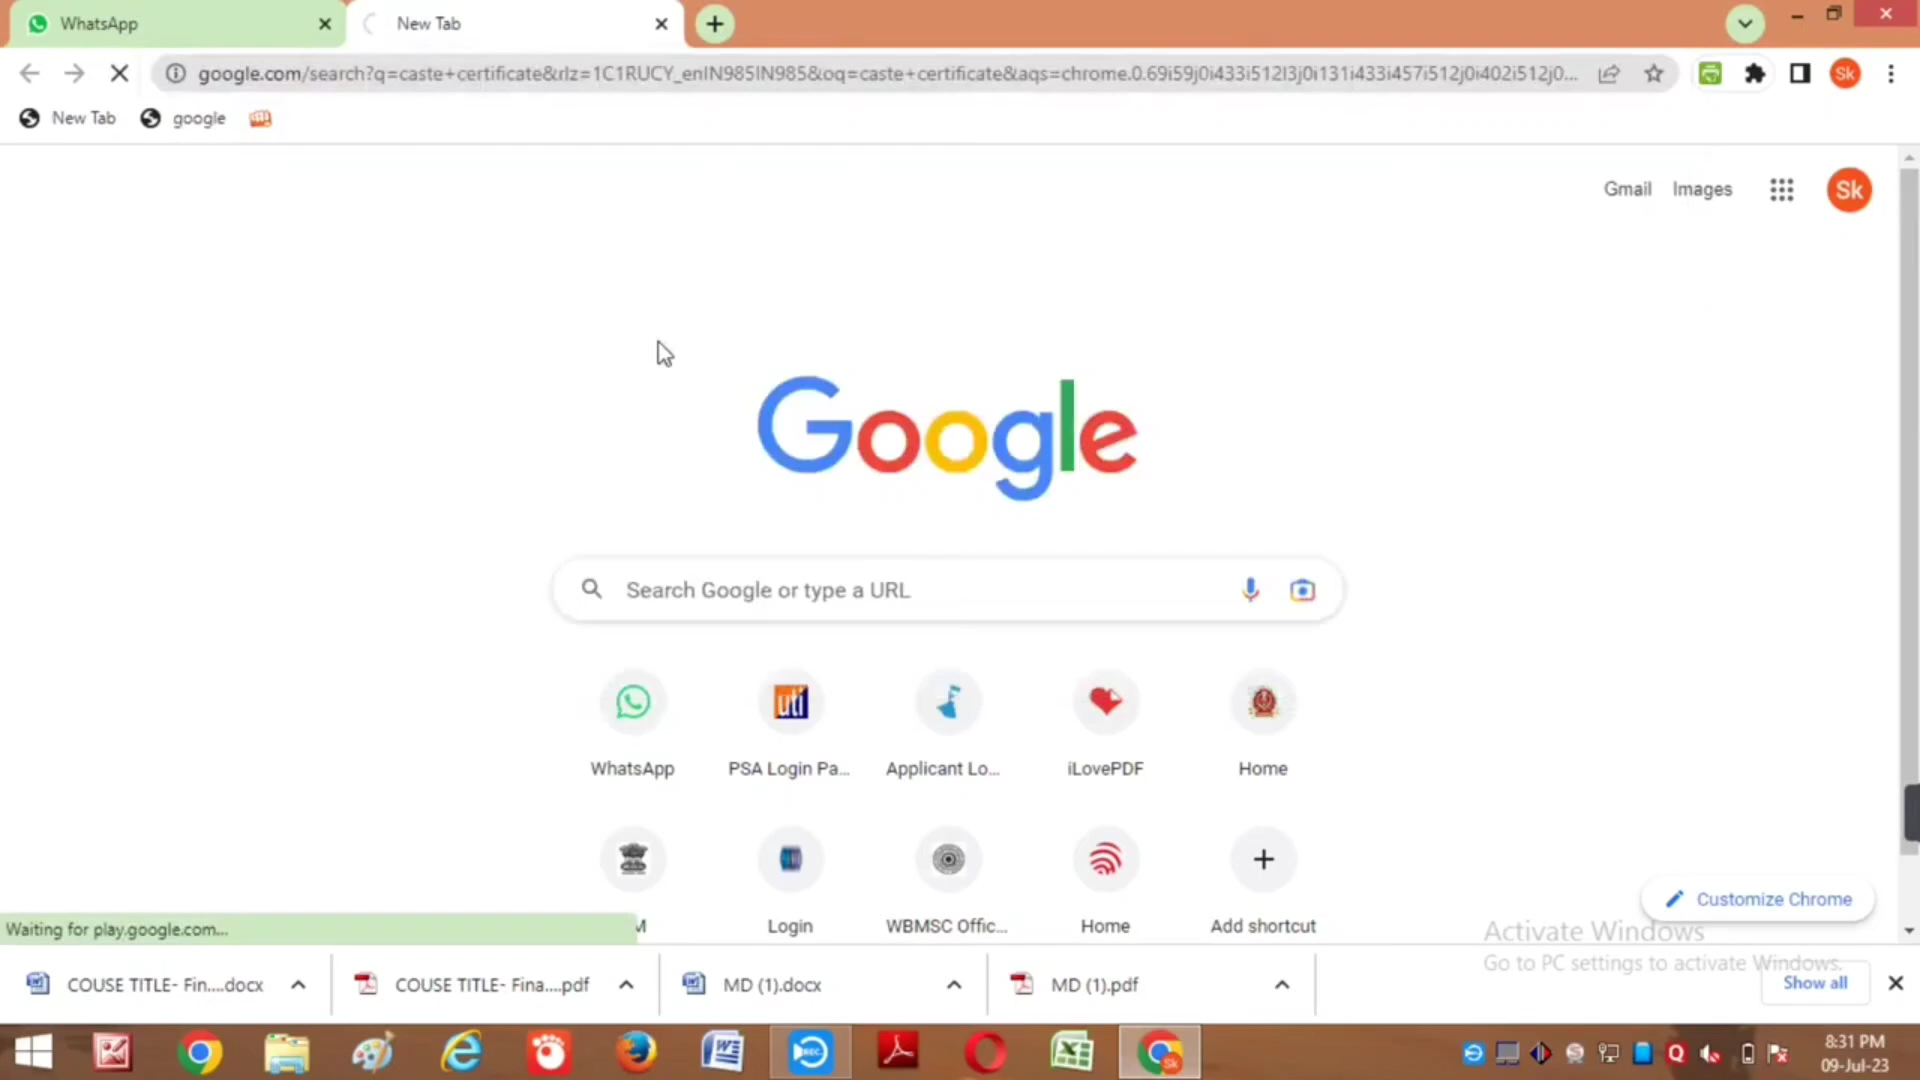 WhatsApp
New Tab
google.com/search?q=caste+certificate&rlz=1C1RUCY_enIN985IN985&oq=caste+certificate&aqs=chrome.0.69i59j0i433i512l3j0i131i433i457i512j0i402i512j0...
Sk
New Tab
google
Gmail
Images
Sk
Google
Search Google or type a URL
WhatsApp
PSA Login Pa...
Applicant Lo...
iLovePDF
Home
Login
WBMSC Offic...
Home
Add shortcut
Customize Chrome
Waiting for play.google.com...
Activate Windows
Go to PC settings to activate Windows.
COUSE TITLE- Fin....docx
COUSE TITLE- Fina....pdf
MD (1).docx
MD (1).pdf
Show all
uti
REC
Sk
8:31 PM
09-Jul-23